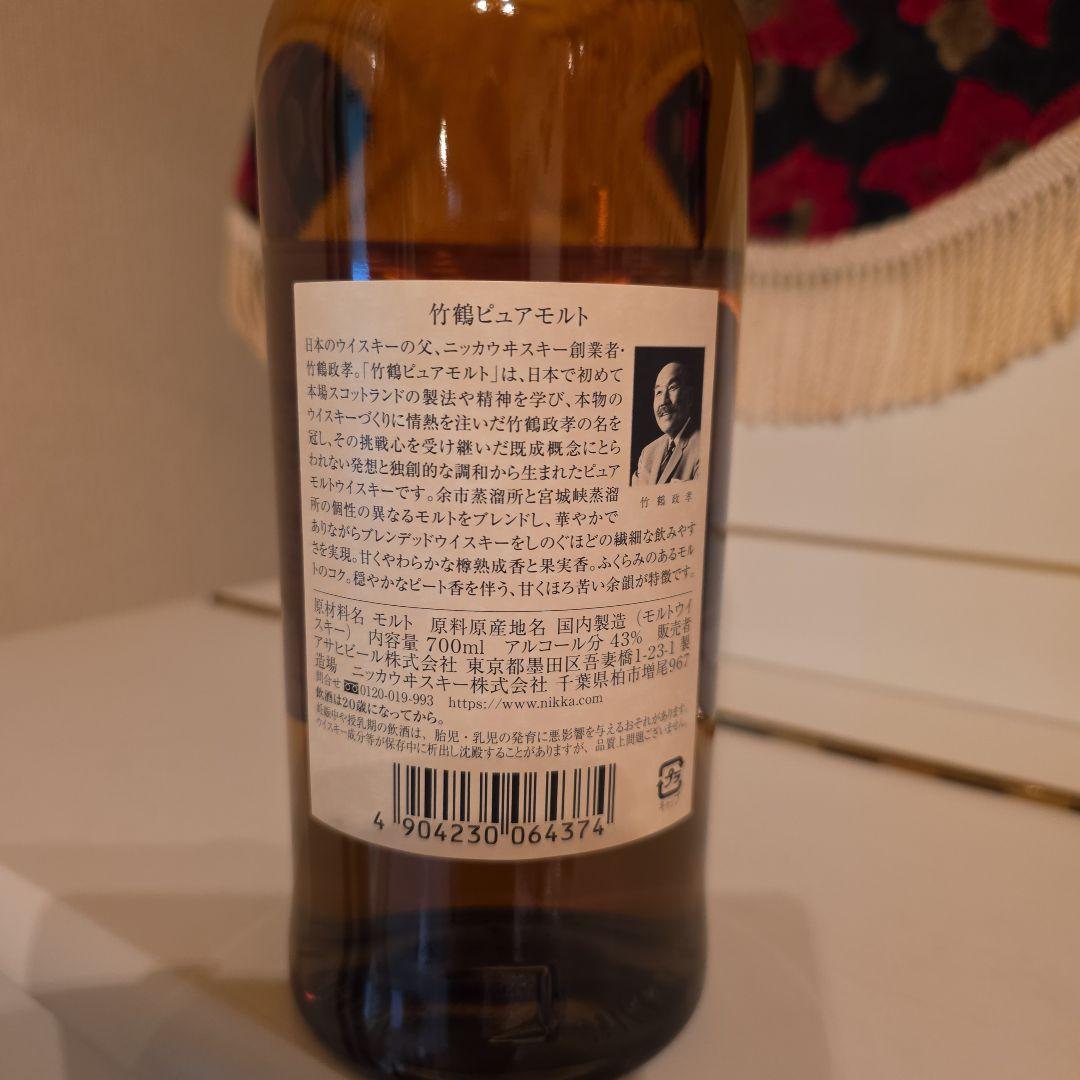 竹鶴ピュアモルト
日本のウイスキーの父、ニッカウヰスキー創業者・
竹鶴政孝。「竹鶴ピュアモルト」は、日本で初めて
本場スコットランドの製法や精神を学び、本物の
ウイスキーづくりに情熱を注いだ竹鶴政孝の名を
冠し、その挑戦心を受け継いだ既成概念にとら
われない発想と独創的な調和から生まれたピュア
モルトウイスキーです。余市蒸溜所と宮城峡蒸溜
所の個性の異なるモルトをブレンドし、華やかで
ありながらブレンデッドウイスキーをしのぐほどの繊細な飲みやす
さを実現。甘くやわらかな樽熟成香と果実香。ふくらみのあるモル
トのコク。穏やかなピート香を伴う、甘くほろ苦い余韻が特徴です。
竹鶴政孝
原材料名 モルト 原料原産地名 国内製造（モルトウイ
スキー） 内容量 700ml アルコール分 43% 販売者
アサヒビール株式会社 東京都墨田区吾妻橋1-23-1 製
造場 ニッカウヰスキー株式会社 千葉県柏市増尾967
問合せ 0120-019-993 https://www.nikka.com
飲酒は20歳になってから。
妊娠中や授乳期の飲酒は、胎児・乳児の発育に悪影響を与えるおそれがあります。
ウイスキー成分等が保存中に析出し沈殿することがありますが、品質上問題ございません。
プラ
キャップ
4 904230 064374